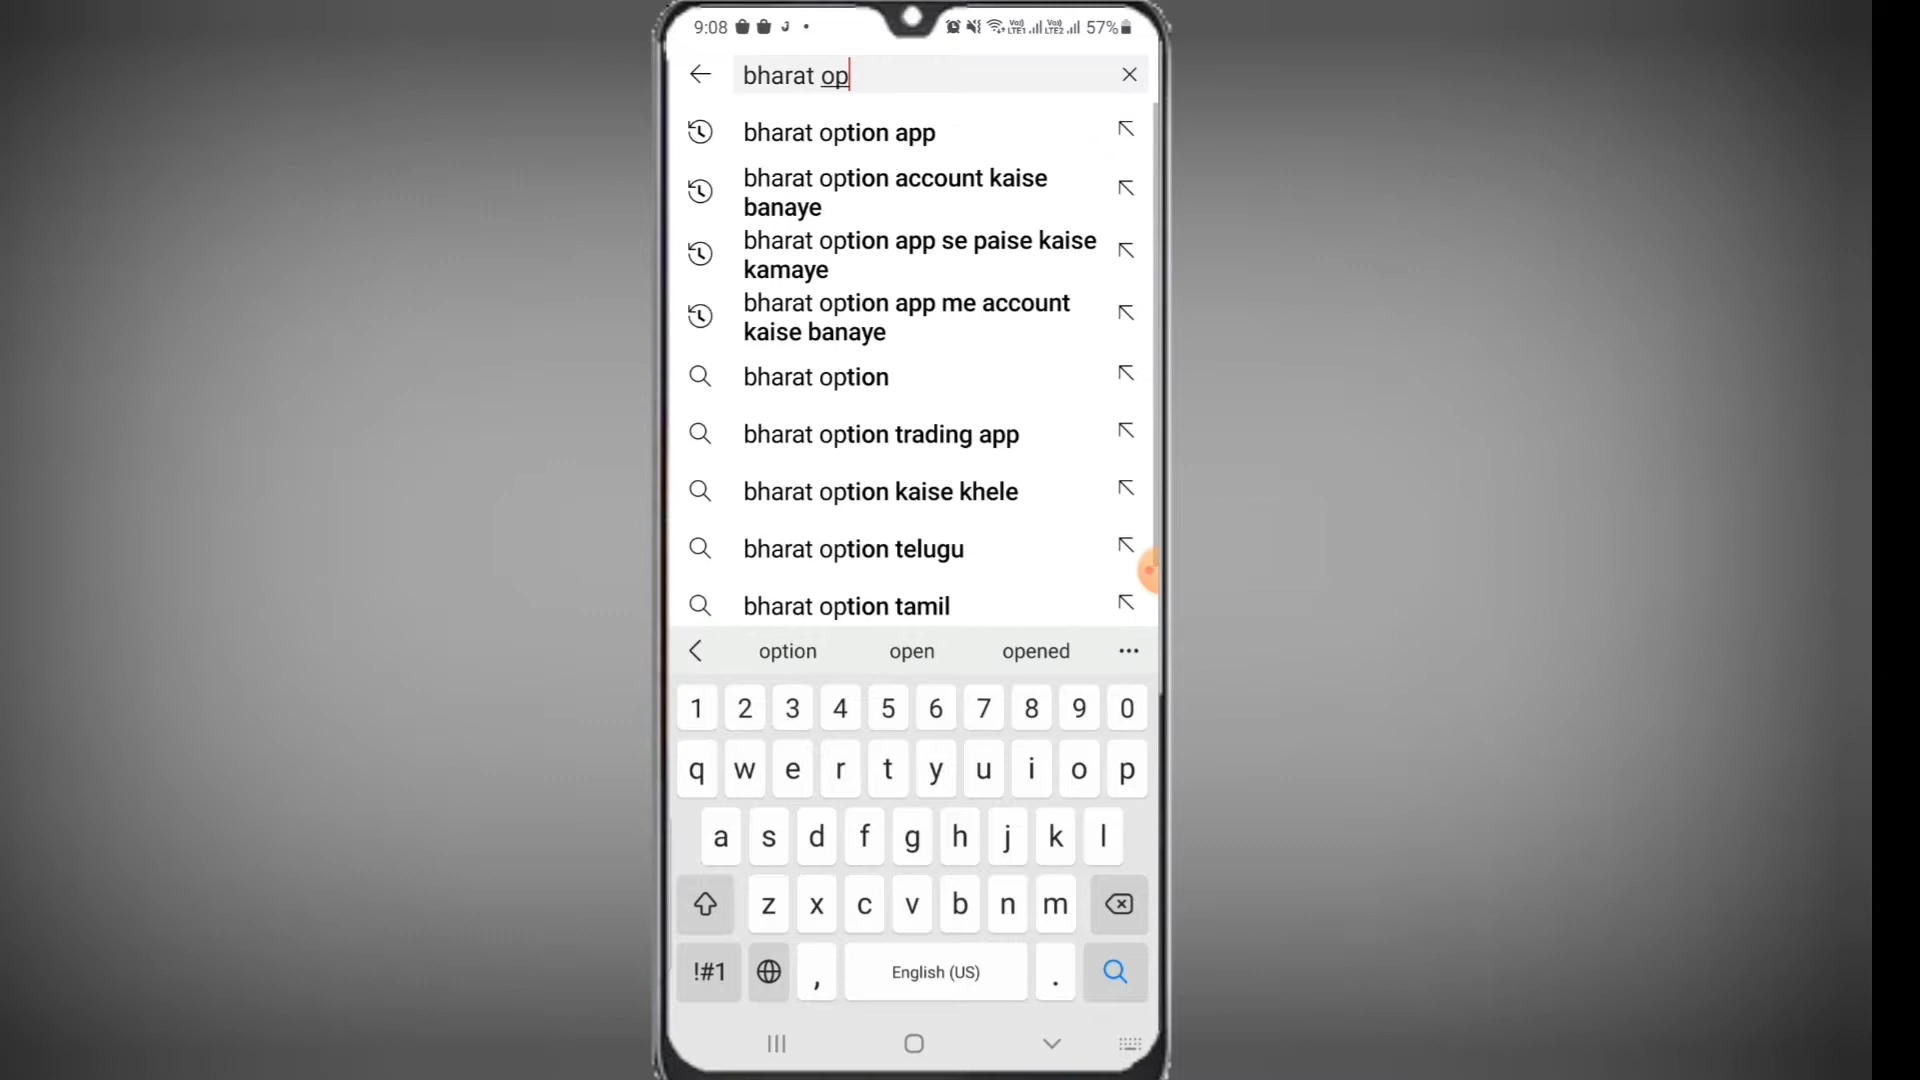 9:08 57%
bharat op
bharat option app
bharat option account kaise
banaye
bharat option app se paise kaise
kamaye
bharat option app me account
kaise banaye
bharat option
bharat option trading app
bharat option kaise khele
bharat option telugu
bharat option tamil
option open opened
1 2 3 4 5 6 7 8 9 0
q w e r t y u i o p
a s d f g h j k l
z x c v b n m
!#1 , English (US) .